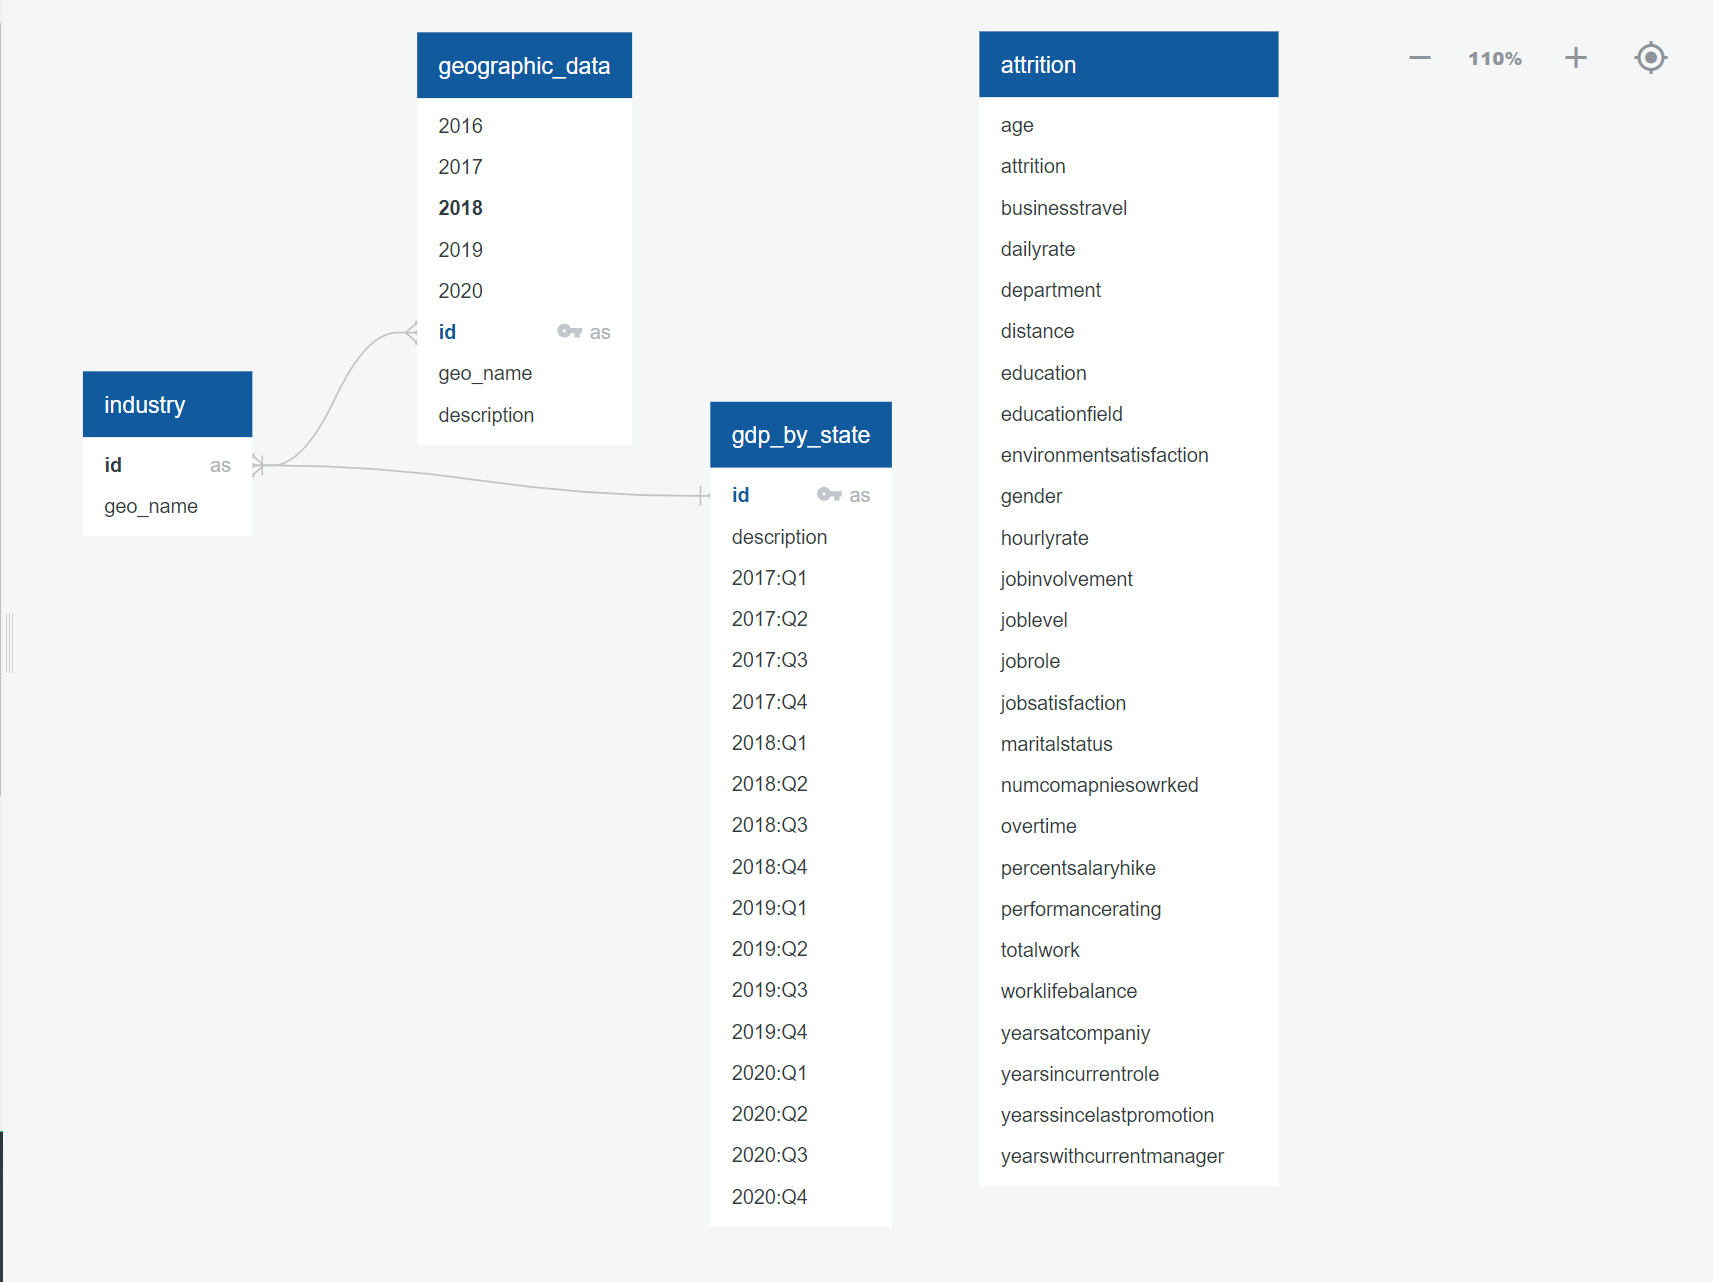 geographic_data
2016
2017
2018
2019
2020
id as
geo_name
description
industry
id as
geo_name
gdp_by_state
id as
description
2017:Q1
2017:Q2
2017:Q3
2017:Q4
2018:Q1
2018:Q2
2018:Q3
2018:Q4
2019:Q1
2019:Q2
2019:Q3
2019:Q4
2020:Q1
2020:Q2
2020:Q3
2020:Q4
attrition
age
attrition
businesstravel
dailyrate
department
distance
education
educationfield
environmentsatisfaction
gender
hourlyrate
jobinvolvement
joblevel
jobrole
jobsatisfaction
maritalstatus
numcomapniesowrked
overtime
percentsalaryhike
performancerating
totalwork
worklifebalance
yearsatcompaniy
yearsincurrentrole
yearssincelastpromotion
yearswithcurrentmanager
110%